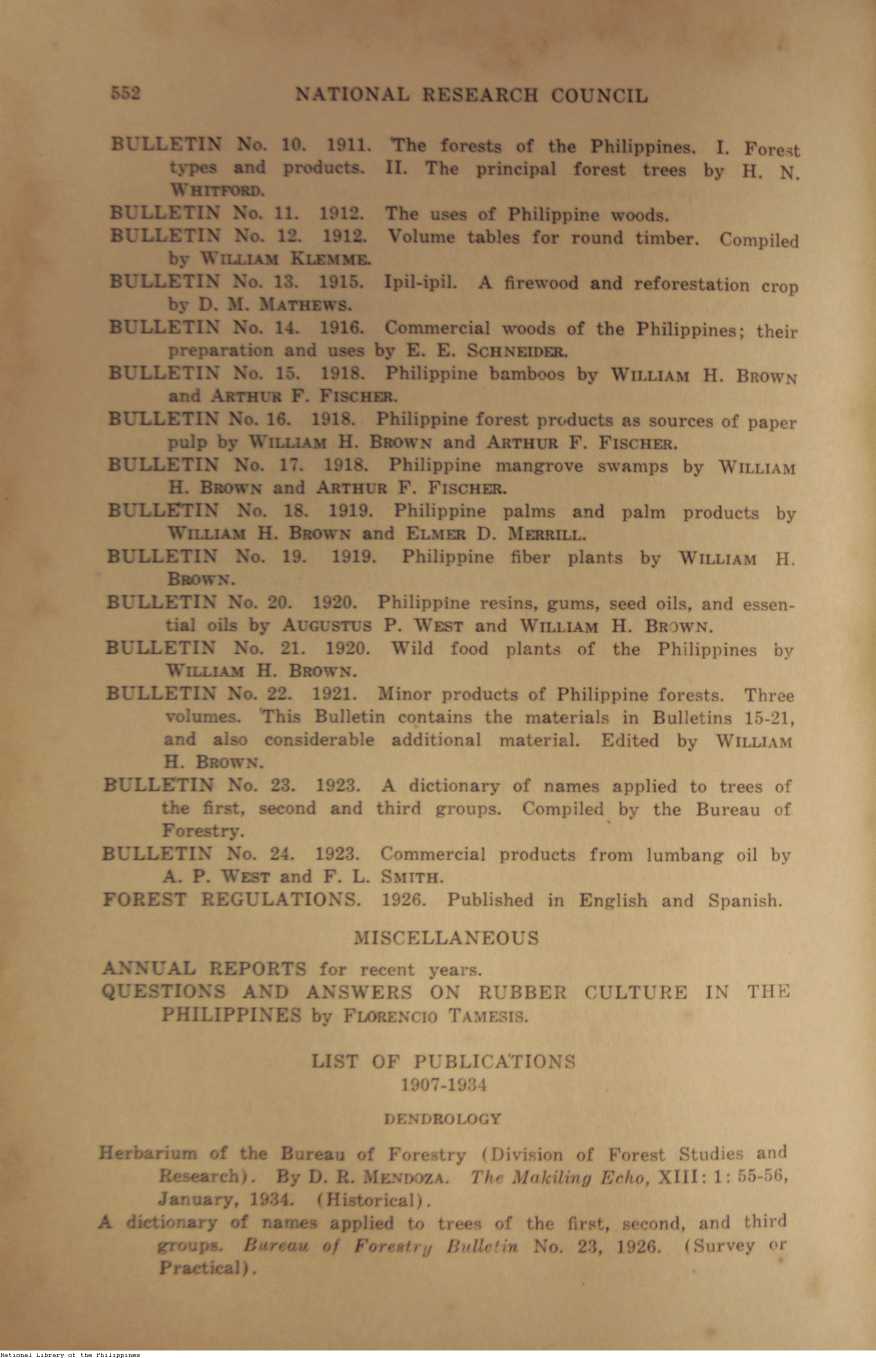 552 NATIONAL RESEARCH COUNCIL
BULLETIN No. 10. 1911. The forests of the Philippines. I. Forest
types and products. II. The principal forest trees by H. N.
WHITFORD.
BULLETIN No. 11. 1912. The uses of Philippine woods.
BULLETIN No. 12. 1912. Volume tables for round timber. Compiled
by WILLIAM KLEMME.
BULLETIN No. 13. 1915. Ipil-ipil. A firewood and reforestation crop
by D. M. MATHEWS.
BULLETIN No. 14. 1916. Commercial woods of the Philippines; their
preparation and uses by E. E. SCHNEIDER.
BULLETIN No. 15. 1918. Philippine bamboos by WILLIAM H. BROWN
and ARTHUR F. FISCHER.
BULLETIN No. 16. 1918. Philippine forest products as sources of paper
pulp by WILLIAM H. BROWN and ARTHUR F. FISCHER.
BULLETIN No. 17. 1918. Philippine mangrove swamps by WILLIAM
H. BROWN and ARTHUR F. FISCHER.
BULLETIN No. 18. 1919. Philippine palms and palm products by
WILLIAM H. BROWN and ELMER D. MERRILL.
BULLETIN No. 19. 1919. Philippine fiber plants by WILLIAM H.
BROWN.
BULLETIN No. 20. 1920. Philippine resins, gums, seed oils, and essen-
tial oils by AUGUSTUS P. WEST and WILLIAM H. BROWN.
BULLETIN No. 21. 1920. Wild food plants of the Philippines by
WILLIAM H. BROWN.
BULLETIN No. 22. 1921. Minor products of Philippine forests. Three
volumes. This Bulletin contains the materials in Bulletins 15-21,
and also considerable additional material. Edited by WILLIAM
H. BROWN.
BULLETIN No. 23. 1923. A dictionary of names applied to trees of
the first, second and third groups. Compiled by the Bureau of
Forestry.
BULLETIN No. 24. 1923. Commercial products from lumbang oil by
A. P. WEST and F. L. SMITH.
FOREST REGULATIONS. 1926. Published in English and Spanish.
MISCELLANEOUS
ANNUAL REPORTS for recent years.
QUESTIONS AND ANSWERS ON RUBBER CULTURE IN THE
PHILIPPINES by FLORENCIO TAMESIS.
LIST OF PUBLICATIONS
1907-1934
DENDROLOGY
Herbarium of the Bureau of Forestry (Division of Forest Studies and
Research). By D. R. MENDOZA. The Makiling Echo, XIII: 1: 55-56,
January, 1934. (Historical).
A dictionary of names applied to trees of the first, second, and third
groups. Bureau of Forestry Bulletin No. 23, 1926. (Survey or
Practical).
National Library of the Philippines